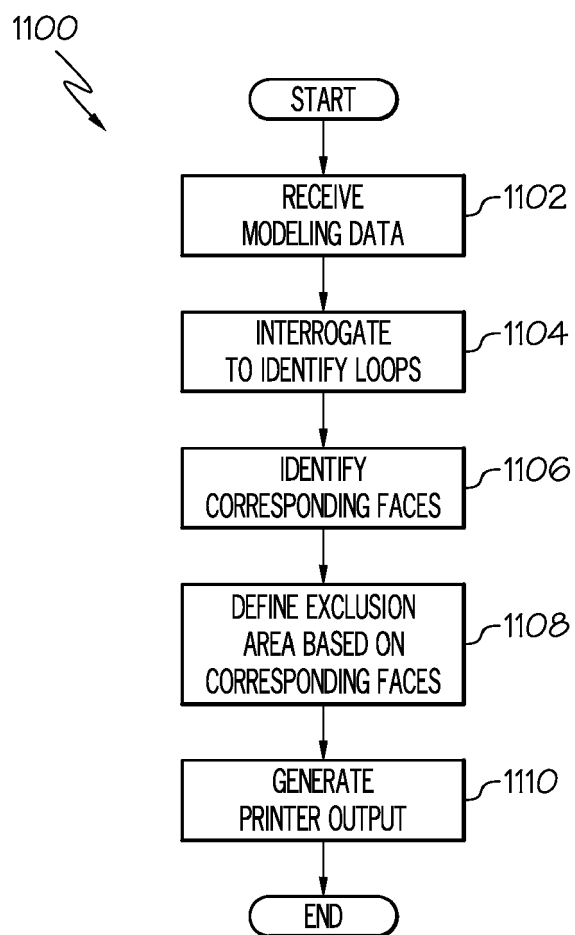 1100
START
RECEIVE
MODELING DATA
1102
INTERROGATE
TO IDENTIFY LOOPS
1104
IDENTIFY
CORRESPONDING FACES
1106
DEFINE EXCLUSION
AREA BASED ON
CORRESPONDING FACES
1108
GENERATE
PRINTER OUTPUT
1110
END